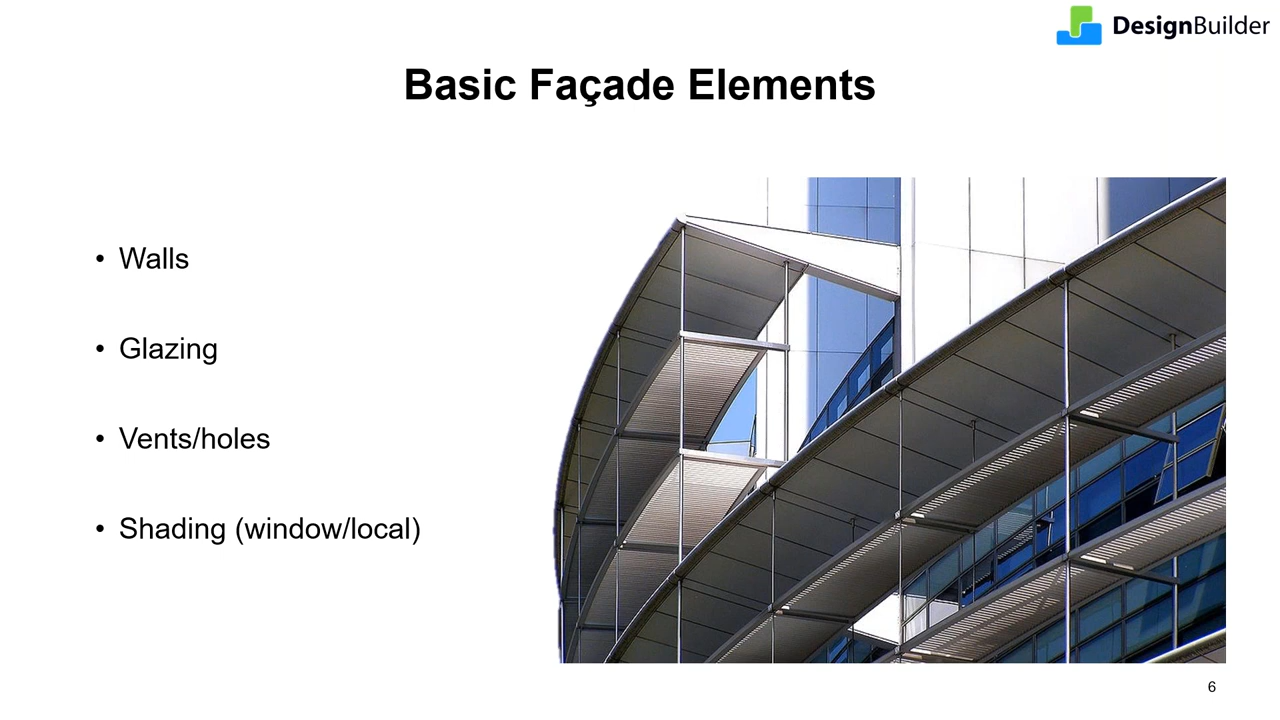 DesignBuilder
Basic Façade Elements
• Walls
• Glazing
• Vents/holes
• Shading (window/local)
6